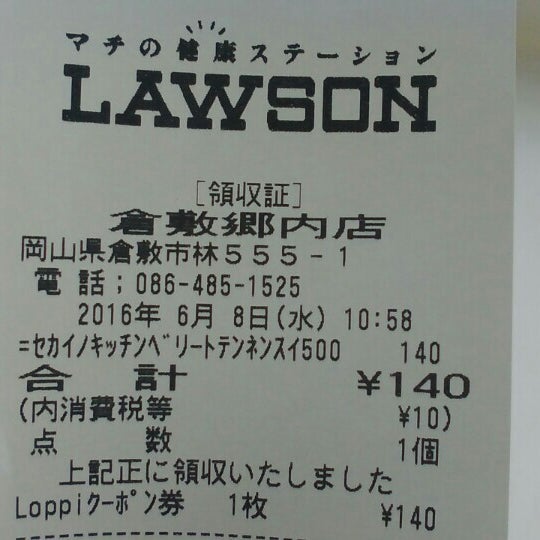 マチの健康ステーション
LAWSON
[領収証]
倉敷郷内店
岡山県倉敷市林５５５－１
電話；086-485-1525
2016年 6月 8日(水) 10:58
=ｾｶｲﾉｷｯﾁﾝﾍﾞﾘｰﾄﾃﾝﾈﾝｽｲ500 140
合 計 ¥140
(内消費税等 ¥10)
点 数 1個
上記正に領収いたしました
Loppiｸｰﾎﾟﾝ券 1枚 ¥140